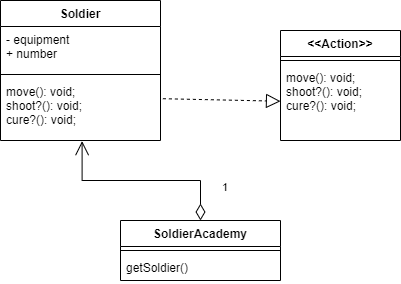 Soldier
- equipment
+ number
move(): void;
shoot?(): void;
cure?(): void;
<<Action>>
move(): void;
shoot?(): void;
cure?(): void;
1
SoldierAcademy
getSoldier()